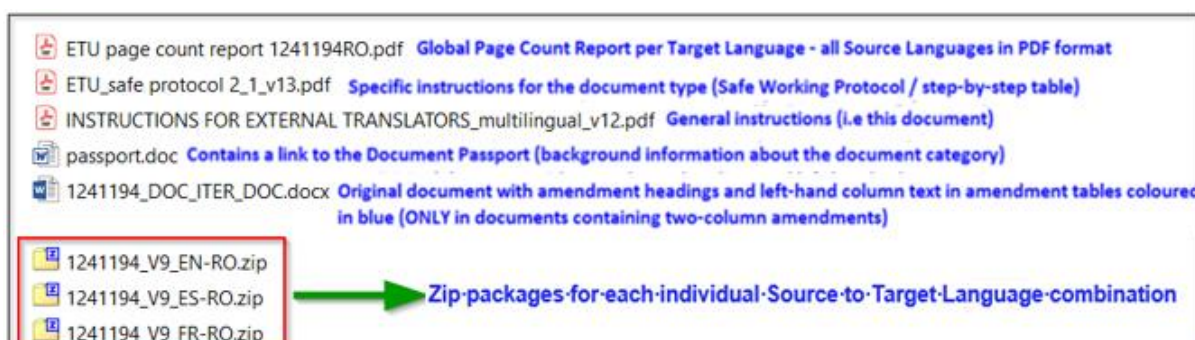 ETU page count report 1241194RO.pdf Global Page Count Report per Target Language - all Source Languages in PDF format
ETU_safe protocol 2_1_v13.pdf Specific instructions for the document type (Safe Working Protocol / step-by-step table)
INSTRUCTIONS FOR EXTERNAL TRANSLATORS_multilingual_v12.pdf General instructions (i.e this document)
passport.doc Contains a link to the Document Passport (background information about the document category)
1241194_DOC_ITER_DOC.docx Original document with amendment headings and left-hand column text in amendment tables coloured
in blue (ONLY in documents containing two-column amendments)
1241194_V9_EN-RO.zip
1241194_V9_ES-RO.zip Zip·packages·for·each·individual·Source·to·Target·Language·combination
1241194_V9_FR-RO.zip